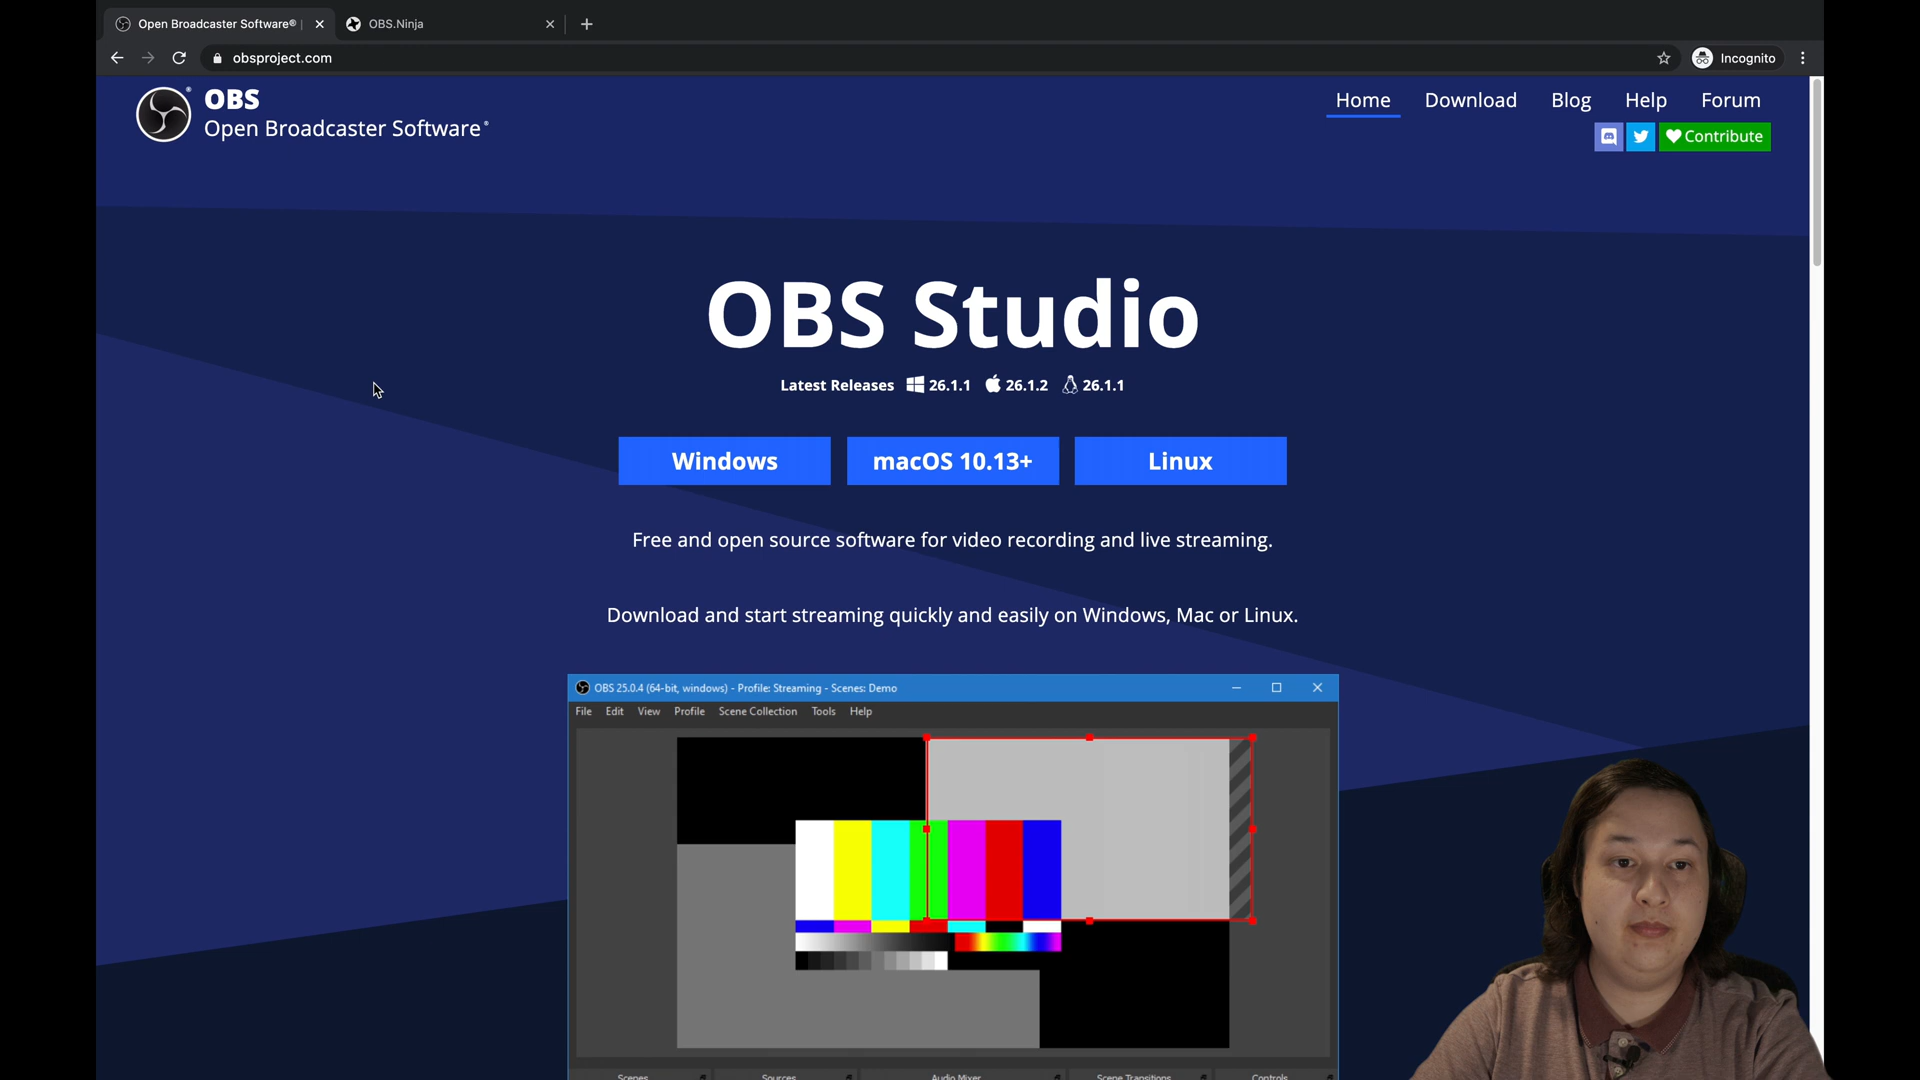 Open Broadcaster Software® |
OBS.Ninja
obsproject.com
Incognito
OBS
Open Broadcaster Software®
Home
Download
Blog
Help
Forum
Contribute
OBS Studio
Latest Releases 26.1.1 26.1.2 26.1.1
Windows
macOS 10.13+
Linux
Free and open source software for video recording and live streaming.
Download and start streaming quickly and easily on Windows, Mac or Linux.
OBS 25.0.4 (64-bit, windows) - Profile: Streaming - Scenes: Demo
File Edit View Profile Scene Collection Tools Help
Scenes Sources Audio Mixer Scene Transitions Controls